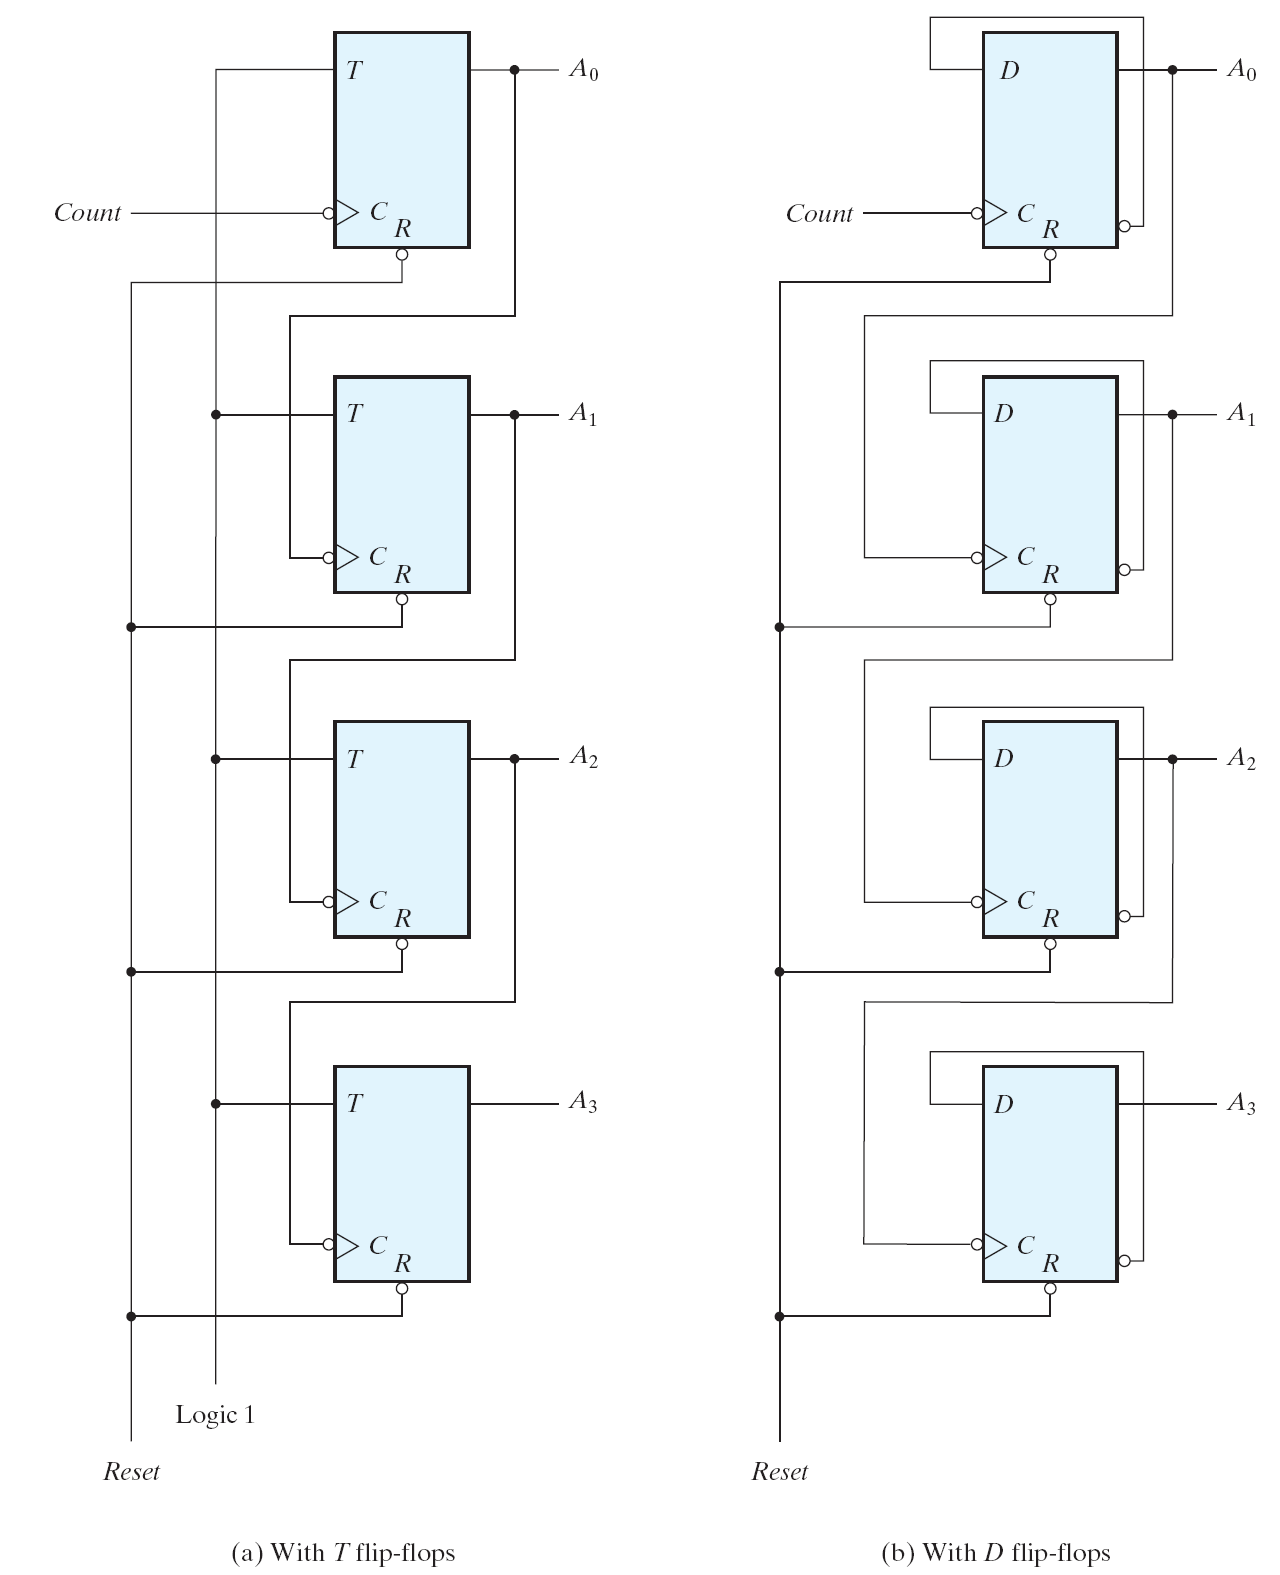 T
A0
Count
C
R
T
A1
C
R
T
A2
C
R
T
A3
C
R
Logic 1
Reset
(a) With T flip-flops
D
A0
Count
C
R
D
A1
C
R
D
A2
C
R
D
A3
C
R
Reset
(b) With D flip-flops